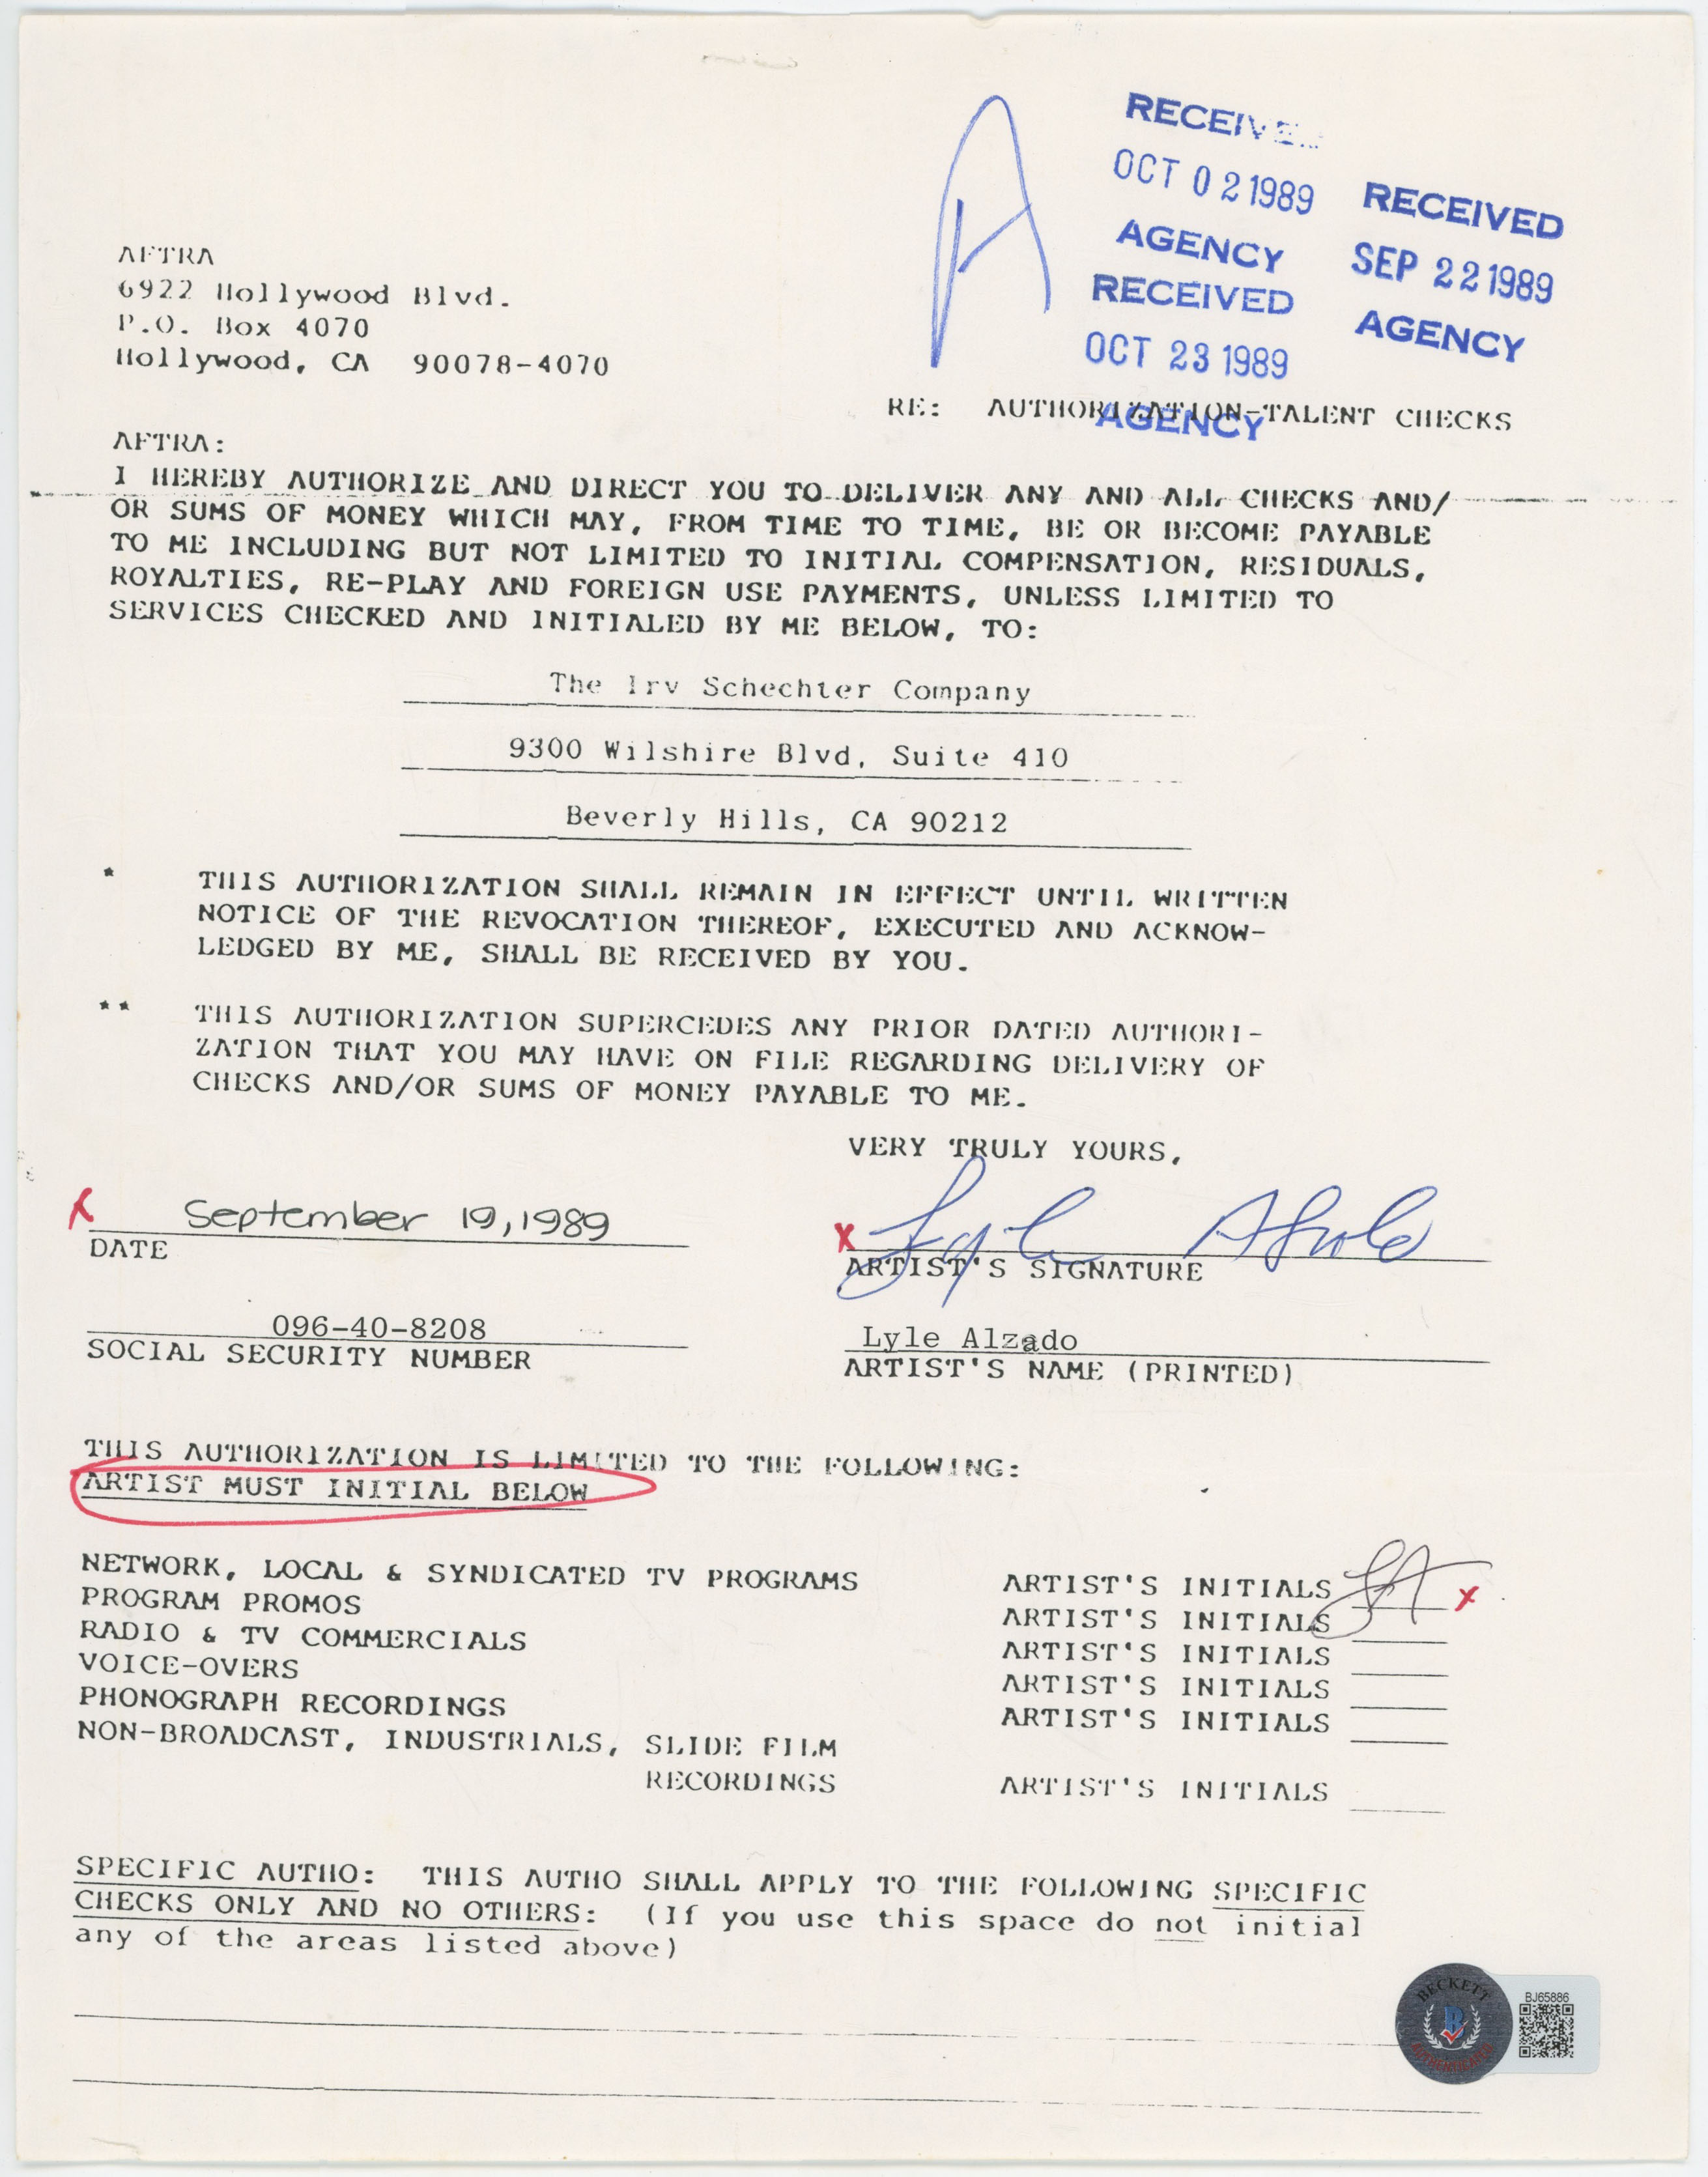 A
RECEIVE
OCT 02 1989
AGENCY
RECEIVED
SEP 22 1989
AGENCY
RECEIVED
OCT 23 1989
AGENCY
AFTRA
6922 Hollywood Blvd.
P.O. Box 4070
Hollywood, CA 90078-4070
RE: AUTHORIZATION-TALENT CHECKS
AFTRA:
I HEREBY AUTHORIZE AND DIRECT YOU TO DELIVER ANY AND ALL CHECKS AND/
OR SUMS OF MONEY WHICH MAY, FROM TIME TO TIME, BE OR BECOME PAYABLE
TO ME INCLUDING BUT NOT LIMITED TO INITIAL COMPENSATION, RESIDUALS,
ROYALTIES, RE-PLAY AND FOREIGN USE PAYMENTS, UNLESS LIMITED TO
SERVICES CHECKED AND INITIALED BY ME BELOW, TO:
The Irv Schechter Company
9300 Wilshire Blvd, Suite 410
Beverly Hills, CA 90212
* THIS AUTHORIZATION SHALL REMAIN IN EFFECT UNTIL WRITTEN
NOTICE OF THE REVOCATION THEREOF, EXECUTED AND ACKNOW-
LEDGED BY ME, SHALL BE RECEIVED BY YOU.
** THIS AUTHORIZATION SUPERCEDES ANY PRIOR DATED AUTHORI-
ZATION THAT YOU MAY HAVE ON FILE REGARDING DELIVERY OF
CHECKS AND/OR SUMS OF MONEY PAYABLE TO ME.
VERY TRULY YOURS,
X September 19, 1989
DATE
X Lyle Alzado
ARTIST'S SIGNATURE
096-40-8208
SOCIAL SECURITY NUMBER
Lyle Alzado
ARTIST'S NAME (PRINTED)
THIS AUTHORIZATION IS LIMITED TO THE FOLLOWING:
ARTIST MUST INITIAL BELOW
NETWORK, LOCAL & SYNDICATED TV PROGRAMS ARTIST'S INITIALS LA X
PROGRAM PROMOS ARTIST'S INITIALS
RADIO & TV COMMERCIALS ARTIST'S INITIALS
VOICE-OVERS ARTIST'S INITIALS
PHONOGRAPH RECORDINGS ARTIST'S INITIALS
NON-BROADCAST, INDUSTRIALS, SLIDE FILM
RECORDINGS ARTIST'S INITIALS
SPECIFIC AUTHO: THIS AUTHO SHALL APPLY TO THE FOLLOWING SPECIFIC
CHECKS ONLY AND NO OTHERS: (If you use this space do not initial
any of the areas listed above)
BECKETT
B
AUTHENTICATED
BJ65886